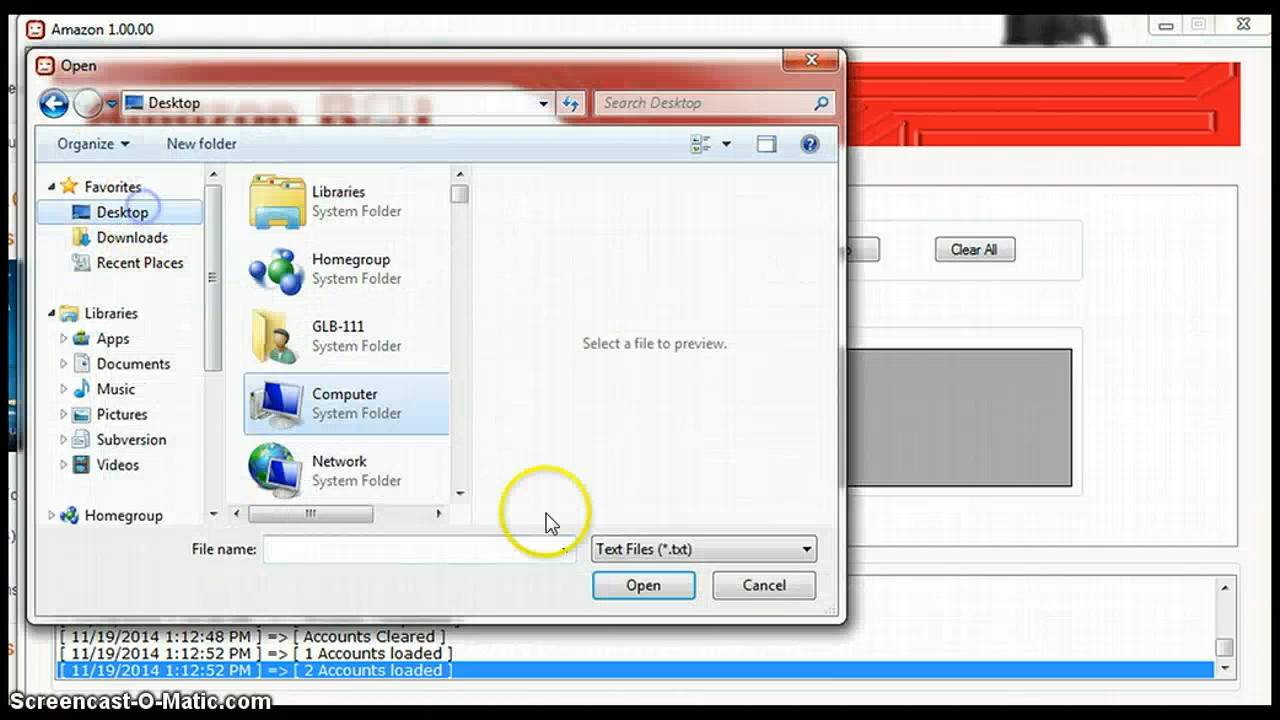 Amazon 1.00.00
Open
Desktop
Search Desktop
Organize
New folder
Favorites
Desktop
Downloads
Recent Places
Libraries
Apps
Documents
Music
Pictures
Subversion
Videos
Homegroup
Libraries
System Folder
Homegroup
System Folder
GLB-111
System Folder
Computer
System Folder
Network
System Folder
Select a file to preview.
Clear All
File name:
Text Files (*.txt)
Open
Cancel
[ 11/19/2014 1:12:48 PM ] => [ Accounts Cleared ]
[ 11/19/2014 1:12:52 PM ] => [ 1 Accounts loaded ]
[ 11/19/2014 1:12:52 PM ] => [ 2 Accounts loaded ]
Screencast-O-Matic.com